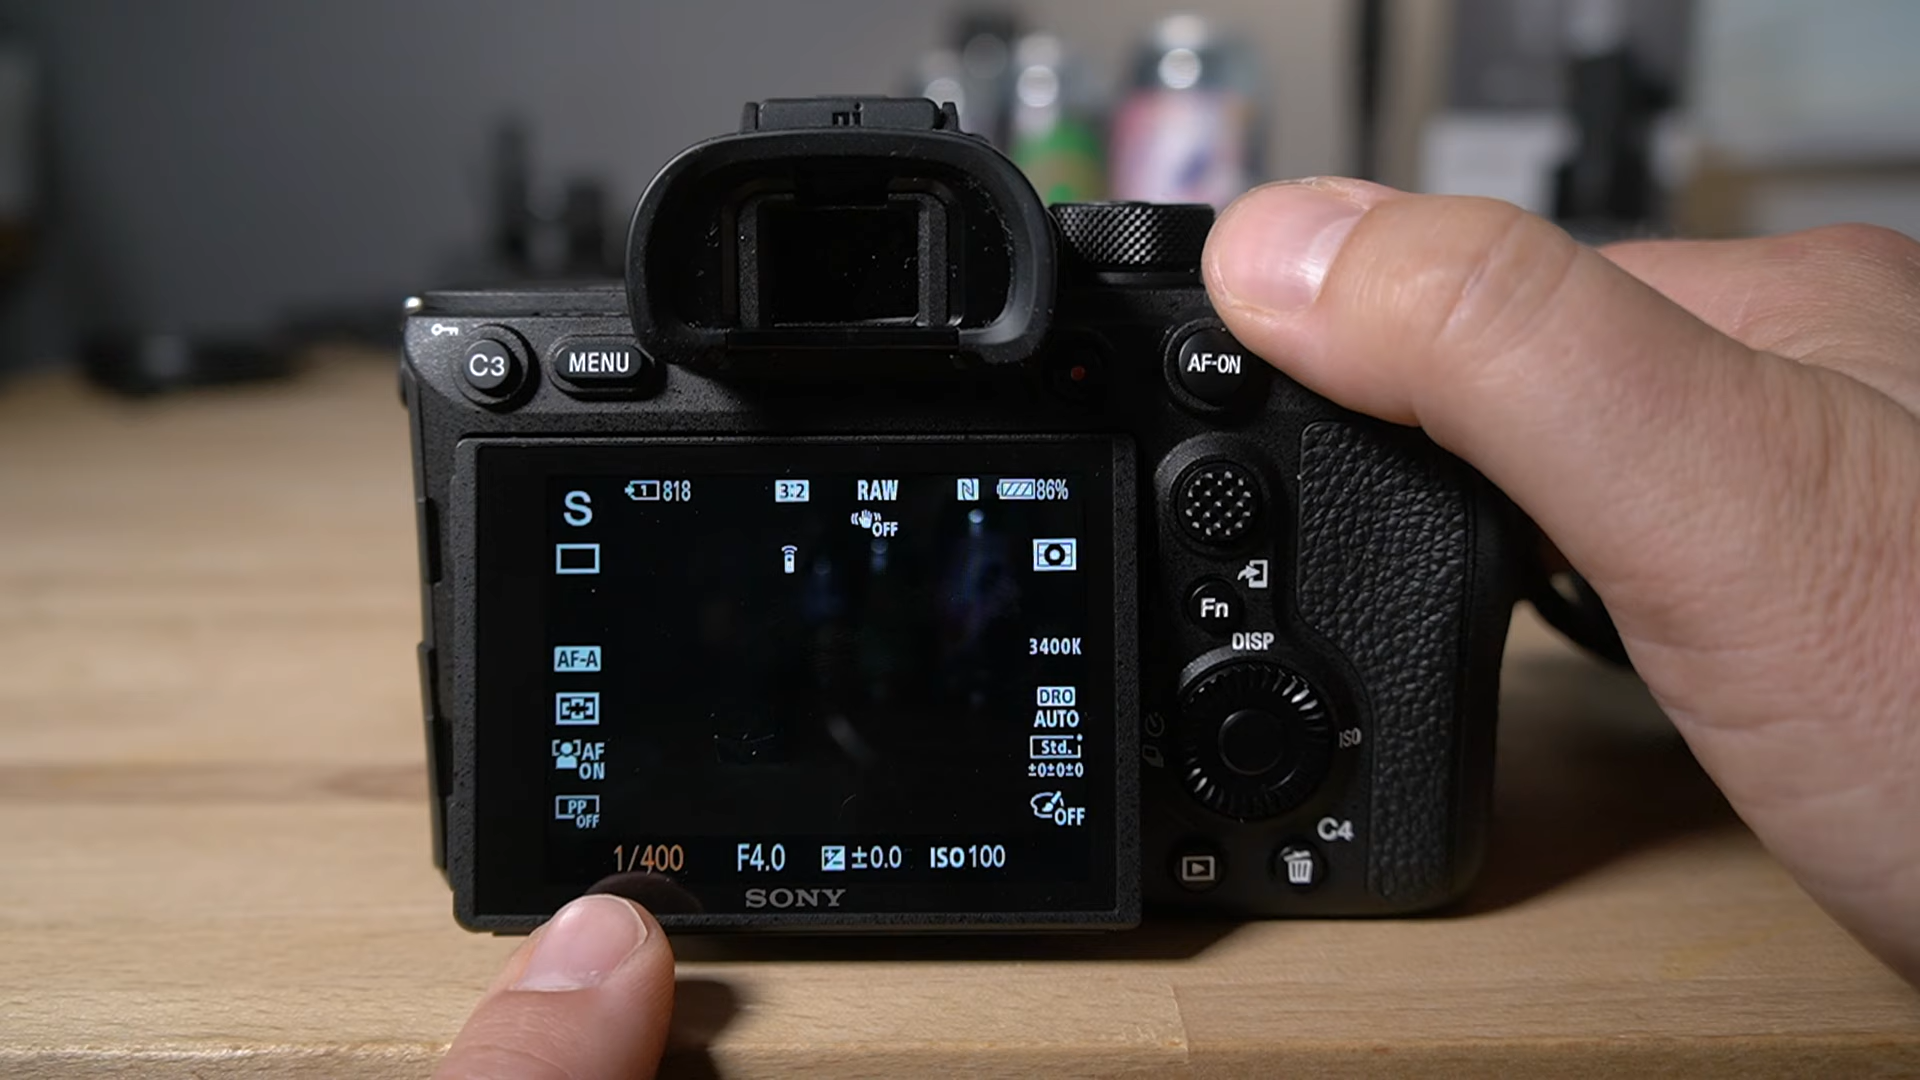 C3
MENU
AF-ON
S
1 818
3:2
RAW
N
86%
OFF
AF-A
AF ON
PP OFF
3400K
DRO
AUTO
Std.
±0±0±0
OFF
1/400
F4.0
±0.0
ISO 100
SONY
Fn
DISP
ISO
C4